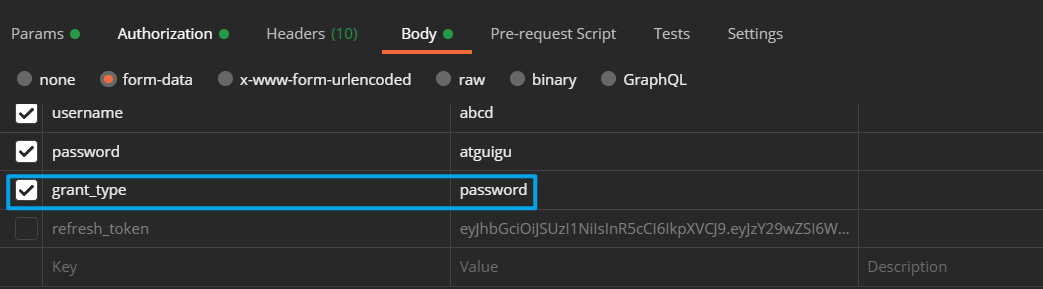 Params Authorization Headers (10) Body Pre-request Script Tests Settings
none form-data x-www-form-urlencoded raw binary GraphQL
username abcd
password atguigu
grant_type password
refresh_token eyJhbGciOiJSUzI1NiIsInR5cCI6IkpXVCJ9.eyJzY29wZSI6W...
Key Value Description